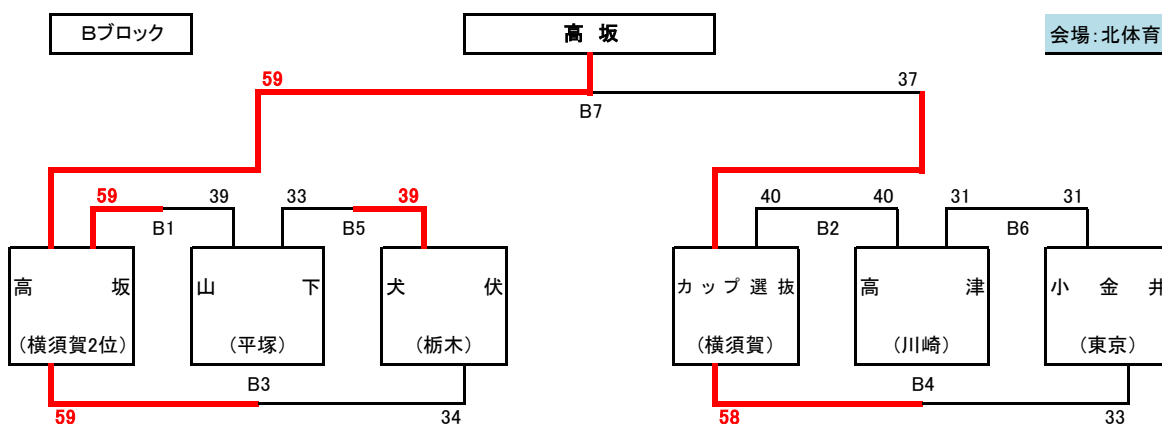 Bブロック
高坂
会場:北体育
59
37
B7
59
39
33
39
40
40
31
31
B1
B5
B2
B6
高坂
山下
犬伏
カップ選抜
高津
小金井
(横須賀2位)
(平塚)
(栃木)
(横須賀)
(川崎)
(東京)
B3
B4
59
34
58
33